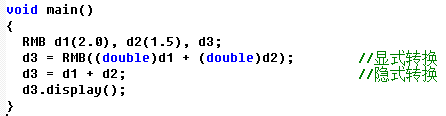 void main()
{
RMB d1(2.0), d2(1.5), d3;
d3 = RMB((double)d1 + (double)d2); //显式转换
d3 = d1 + d2; //隐式转换
d3.display();
}